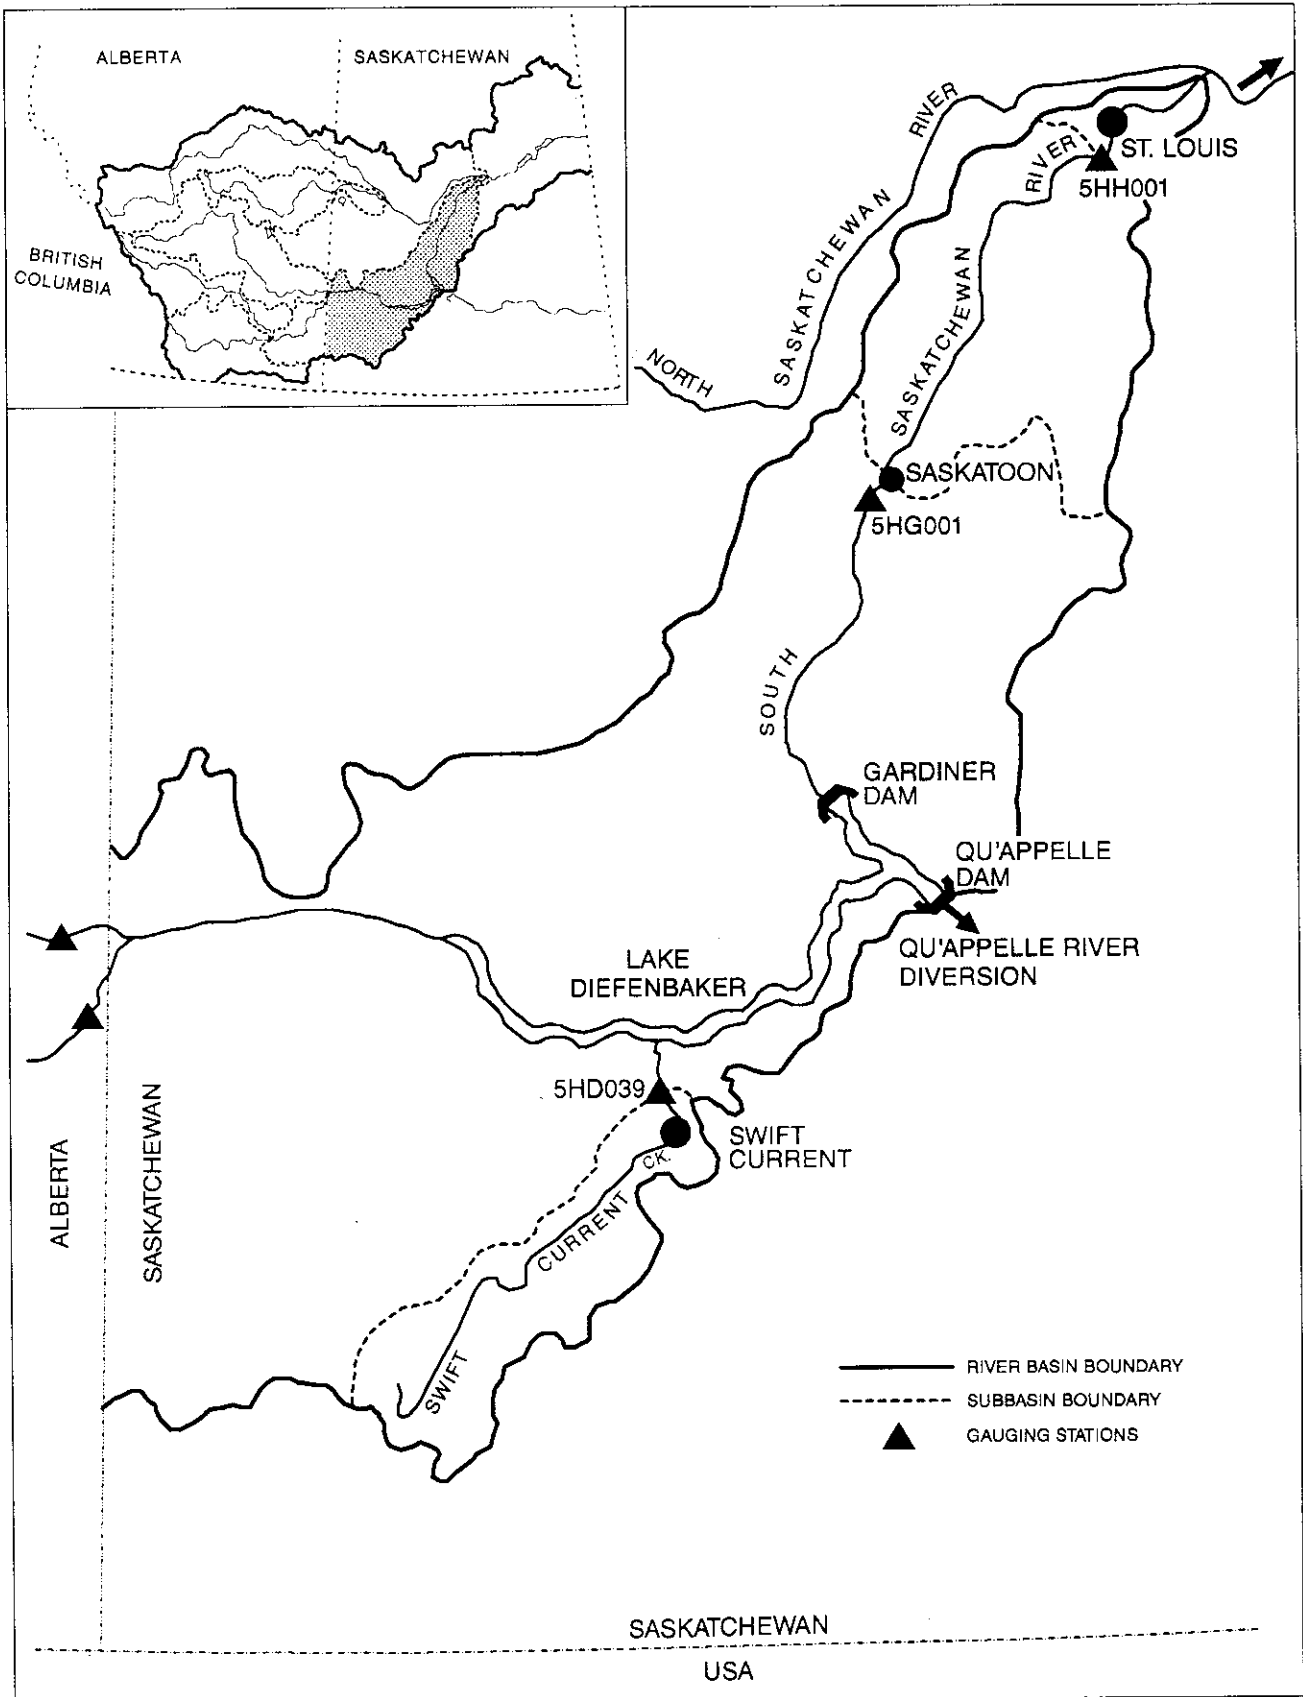 ALBERTA
SASKATCHEWAN
BRITISH
COLUMBIA
NORTH
SASKATCHEWAN
RIVER
RIVER
SASKATCHEWAN
SOUTH
ST. LOUIS
5HH001
SASKATOON
5HG001
GARDINER
DAM
QU'APPELLE
DAM
QU'APPELLE RIVER
DIVERSION
LAKE
DIEFENBAKER
5HD039
SWIFT
CURRENT
SWIFT
CURRENT
CK.
ALBERTA
SASKATCHEWAN
RIVER BASIN BOUNDARY
SUBBASIN BOUNDARY
GAUGING STATIONS
SASKATCHEWAN
USA